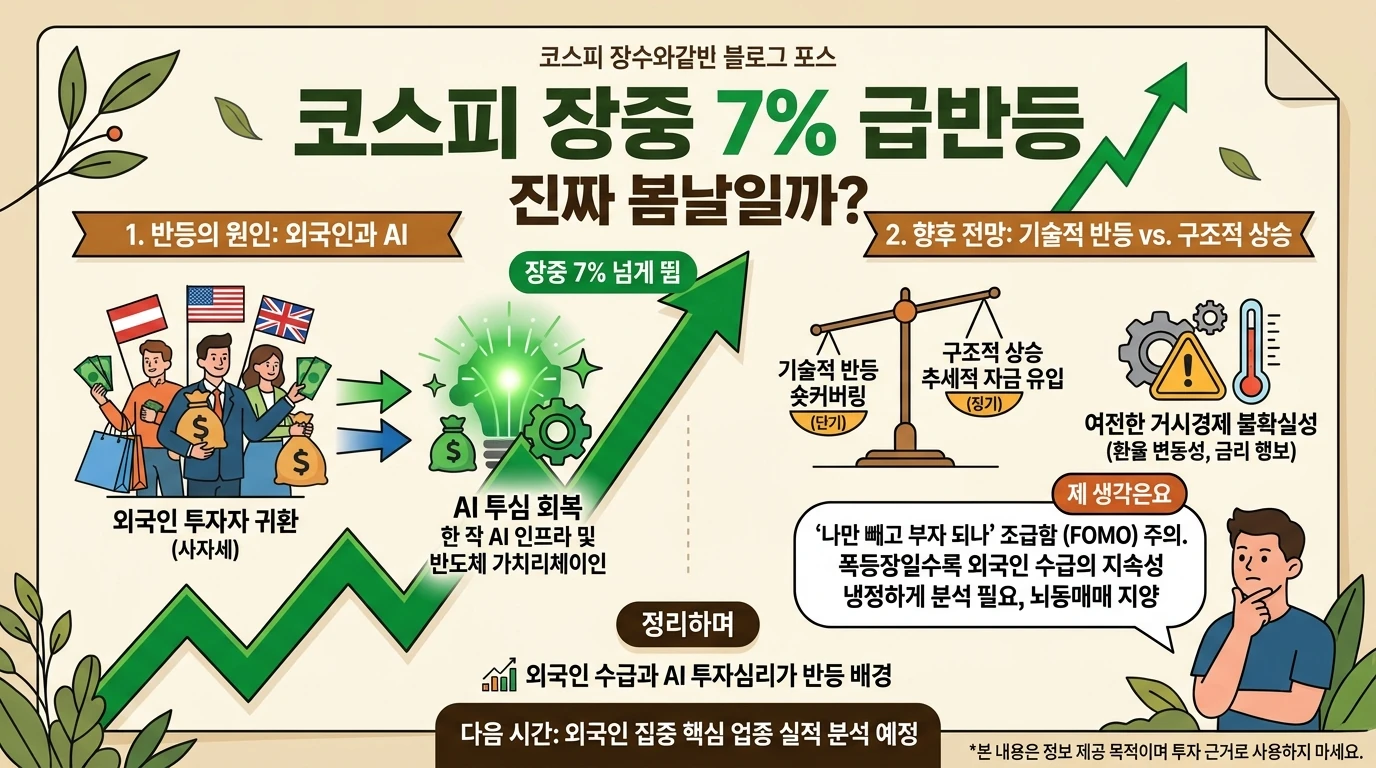 코스피 장수와같반 블로그 포스
코스피 장중 7% 급반등
진짜 봄날일까?
1. 반등의 원인: 외국인과 AI
장중 7% 넘게 뜀
$
$
$
외국인 투자자 귀환
(사자세)
AI 투심 회복
한 작 AI 인프라 및
반도체 가치리체이인
2. 향후 전망: 기술적 반등 vs. 구조적 상승
기술적 반등
숏커버링
(단기)
구조적 상승
추세적 자금 유입
(징기)
!
여전한 거시경제 불확실성
(환율 변동성, 금리 행보)
제 생각은요
‘나만 빼고 부자 되나’ 조급함 (FOMO) 주의.
폭등장일수록 외국인 수급의 지속성
냉정하게 분석 필요, 뇌동매매 지양
정리하며
외국인 수급과 AI 투자심리가 반등 배경
다음 시간: 외국인 집중 핵심 업종 실적 분석 예정
*본 내용은 정보 제공 목적이며 투자 근거로 사용하지 마세요.